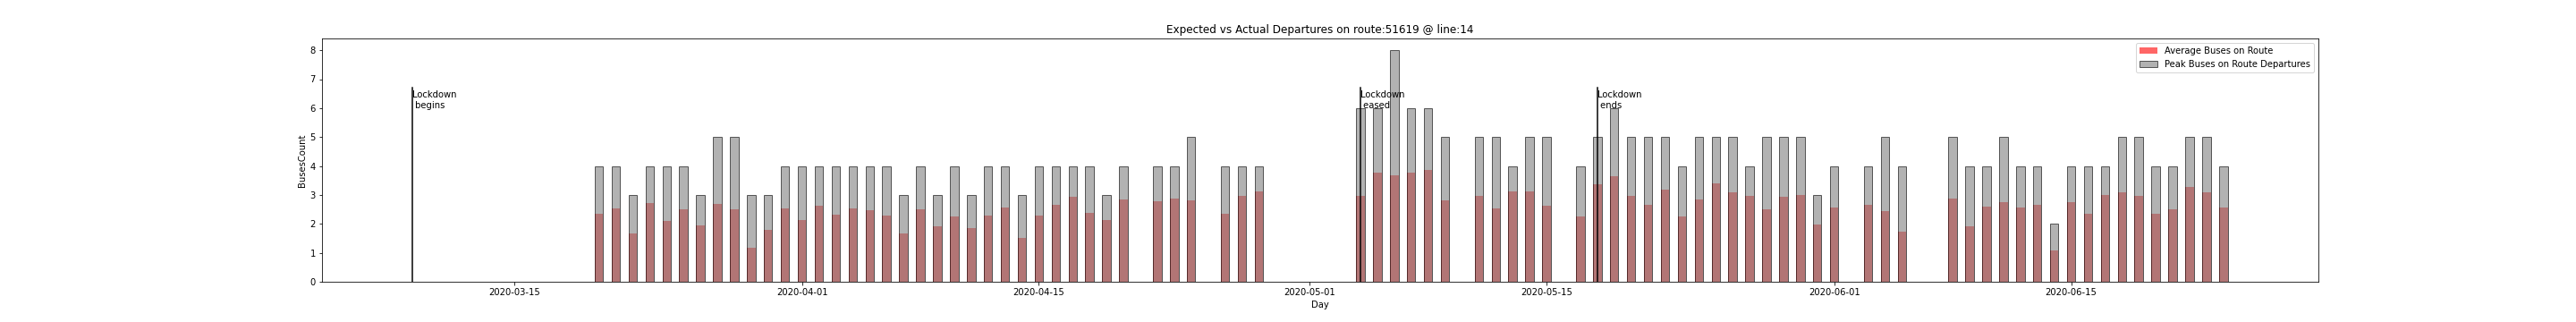 Expected vs Actual Departures on route:51619 @ line:14
8
7
6
5
4
3
2
1
0
BusesCount
Average Buses on Route
Peak Buses on Route Departures
Lockdown
begins
Lockdown
eased
Lockdown
ends
2020-03-15
2020-04-01
2020-04-15
2020-05-01
2020-05-15
2020-06-01
2020-06-15
Day